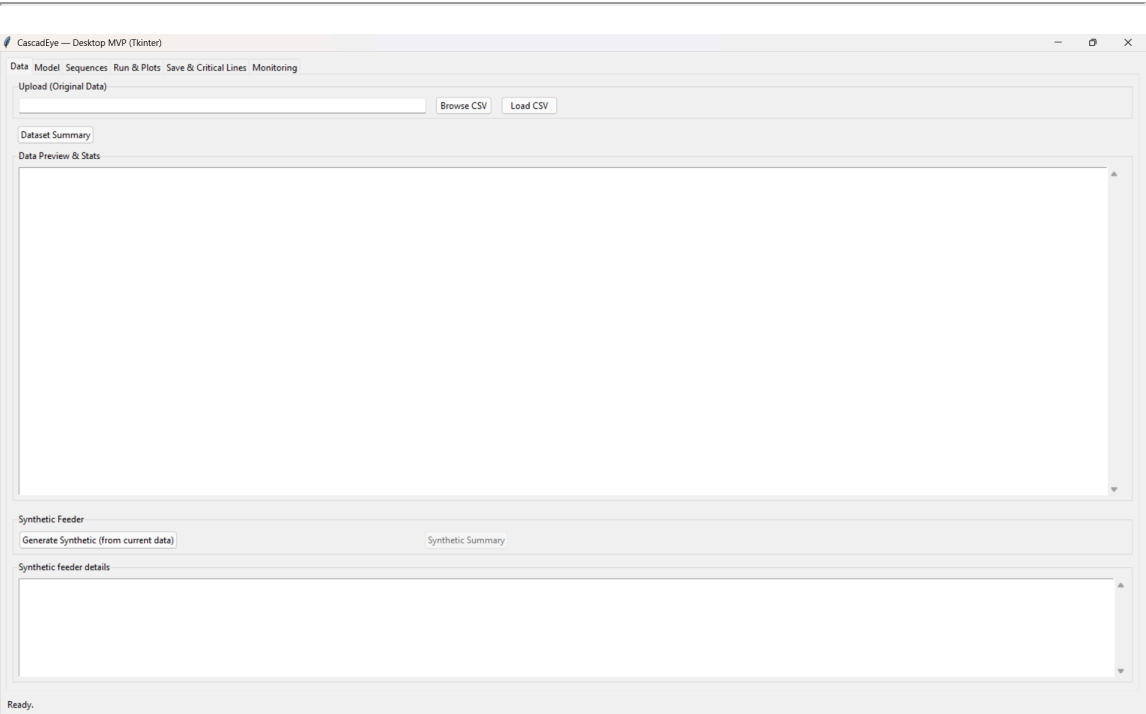 CascadEye — Desktop MVP (Tkinter)
Data Model Sequences Run & Plots Save & Critical Lines Monitoring
Upload (Original Data)
Browse CSV Load CSV
Dataset Summary
Data Preview & Stats
Synthetic Feeder
Generate Synthetic (from current data) Synthetic Summary
Synthetic feeder details
Ready.